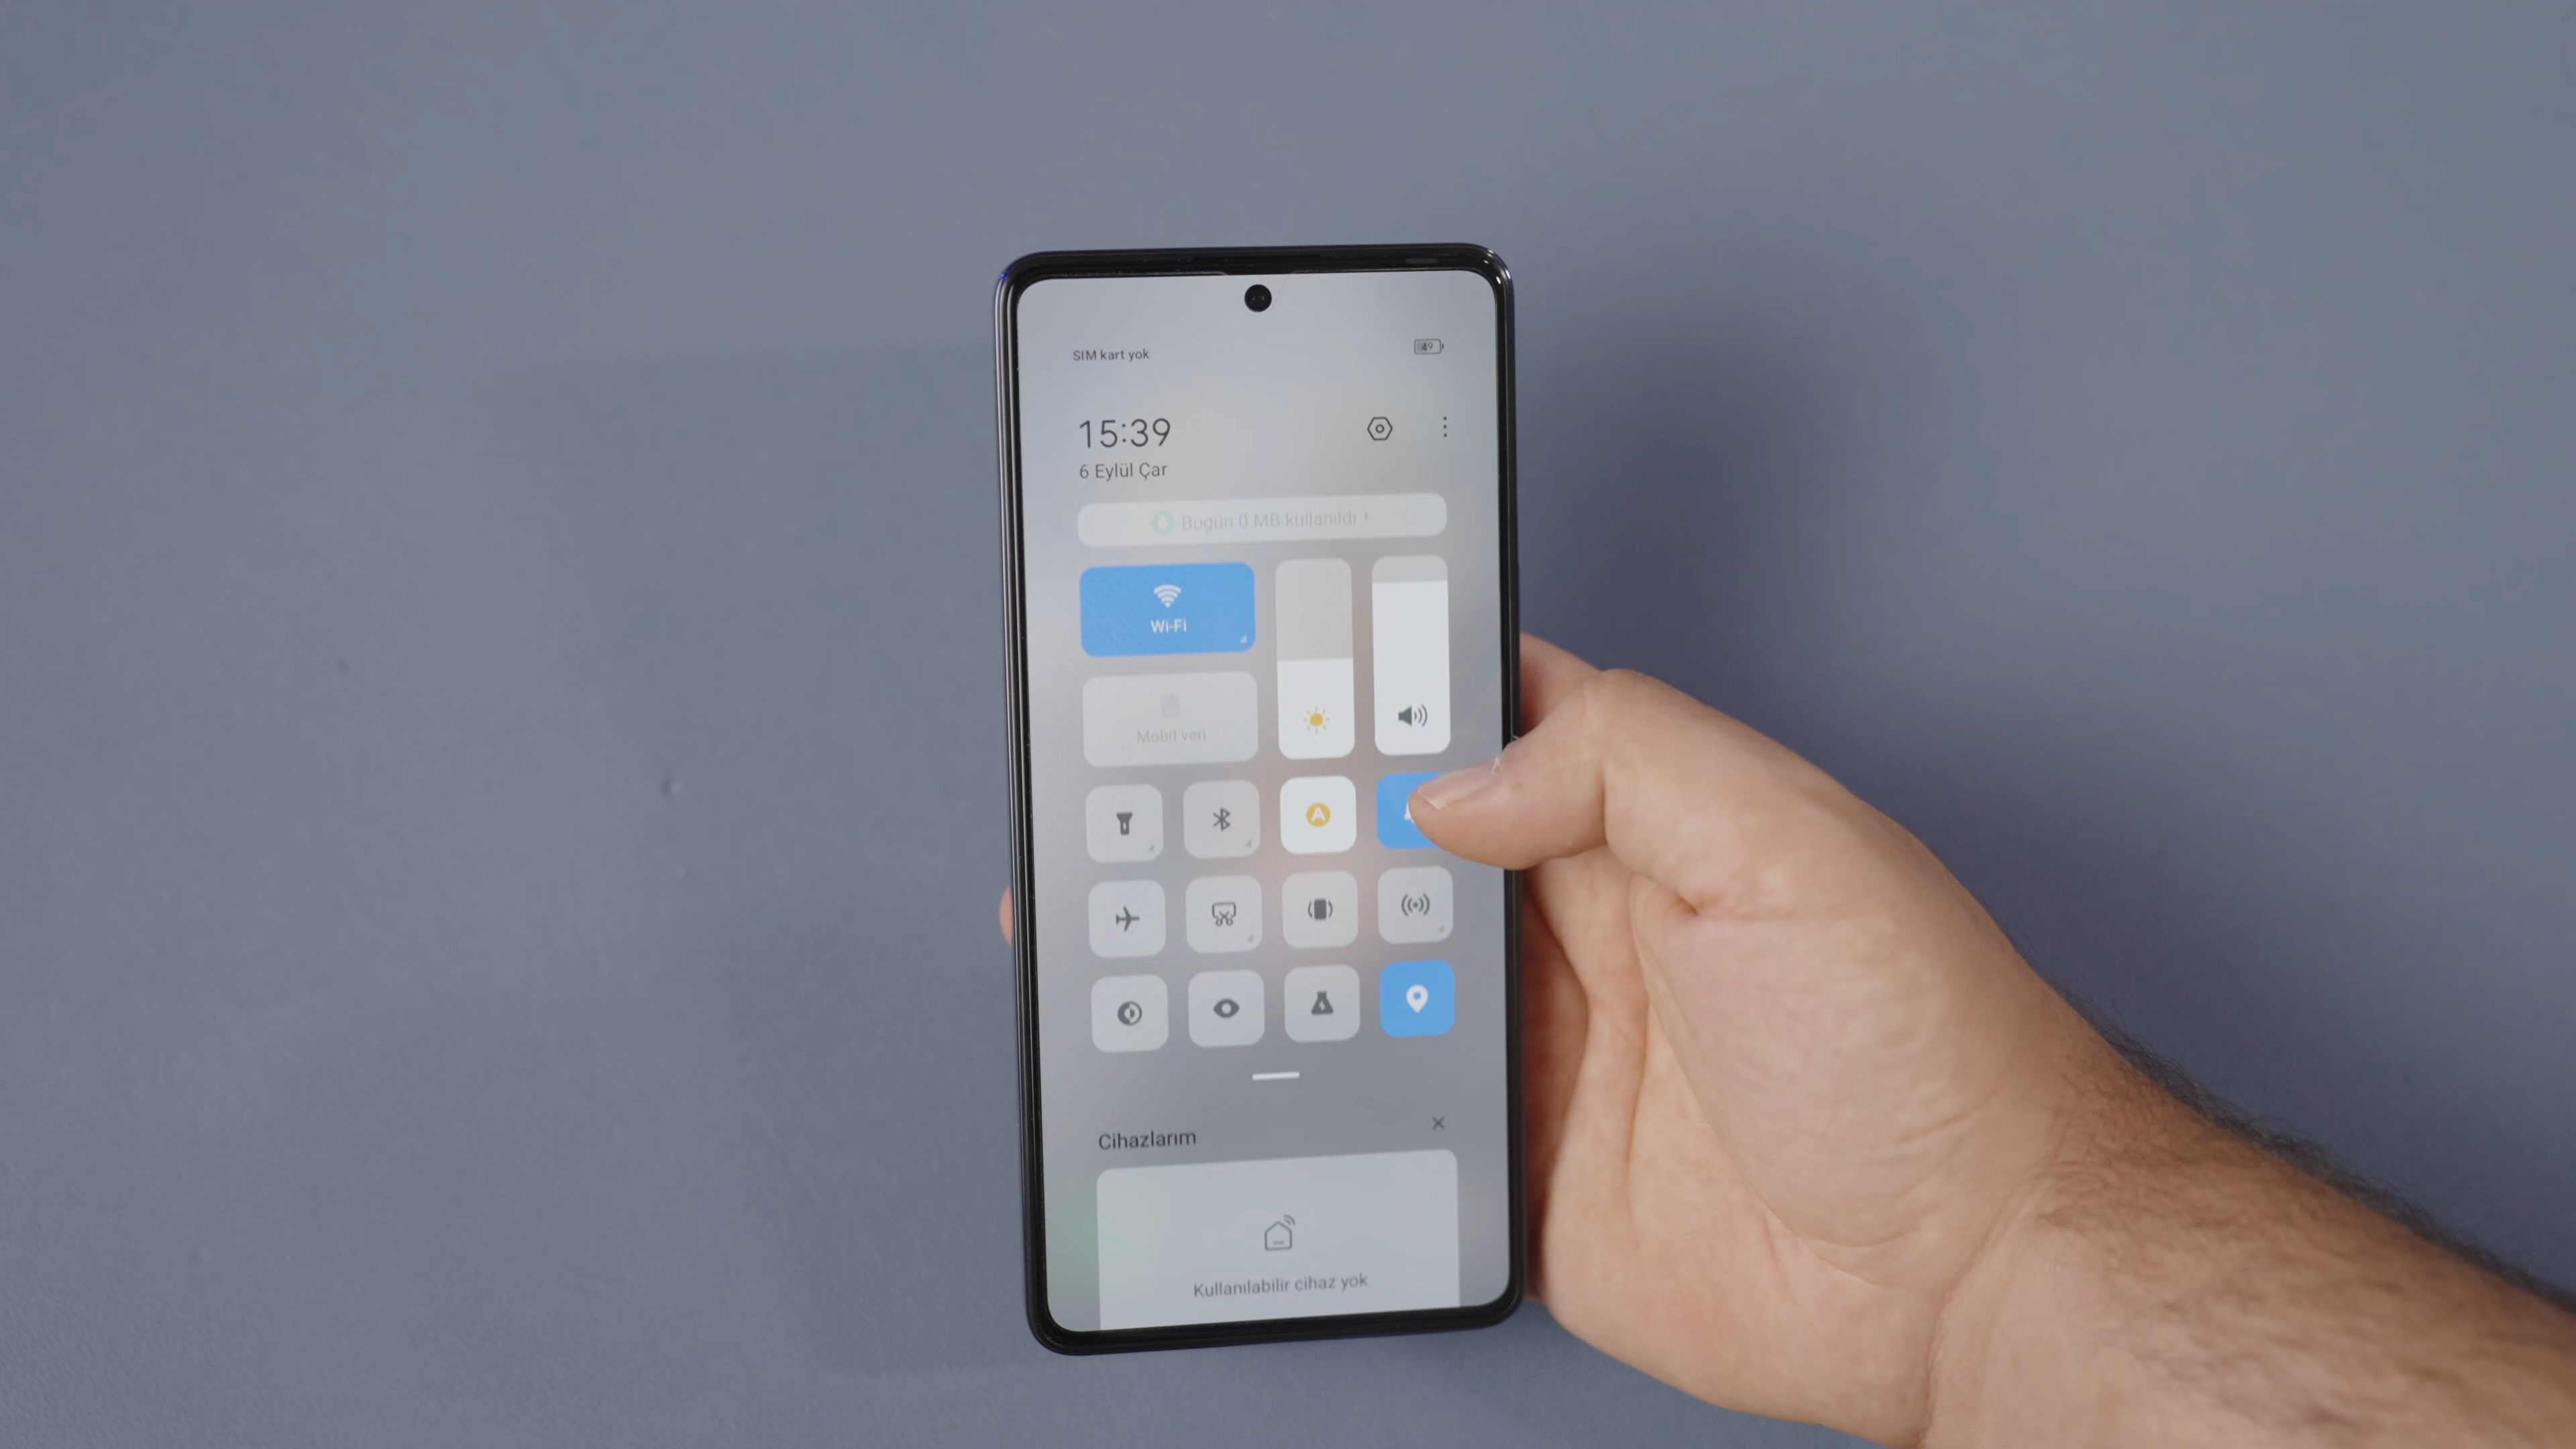 SIM kart yok
49
15:39
6 Eylül Çar
Bugün 0 MB kullanıldı
Wi-Fi
Mobil veri
A
Cihazlarım
Kullanılabilir cihaz yok